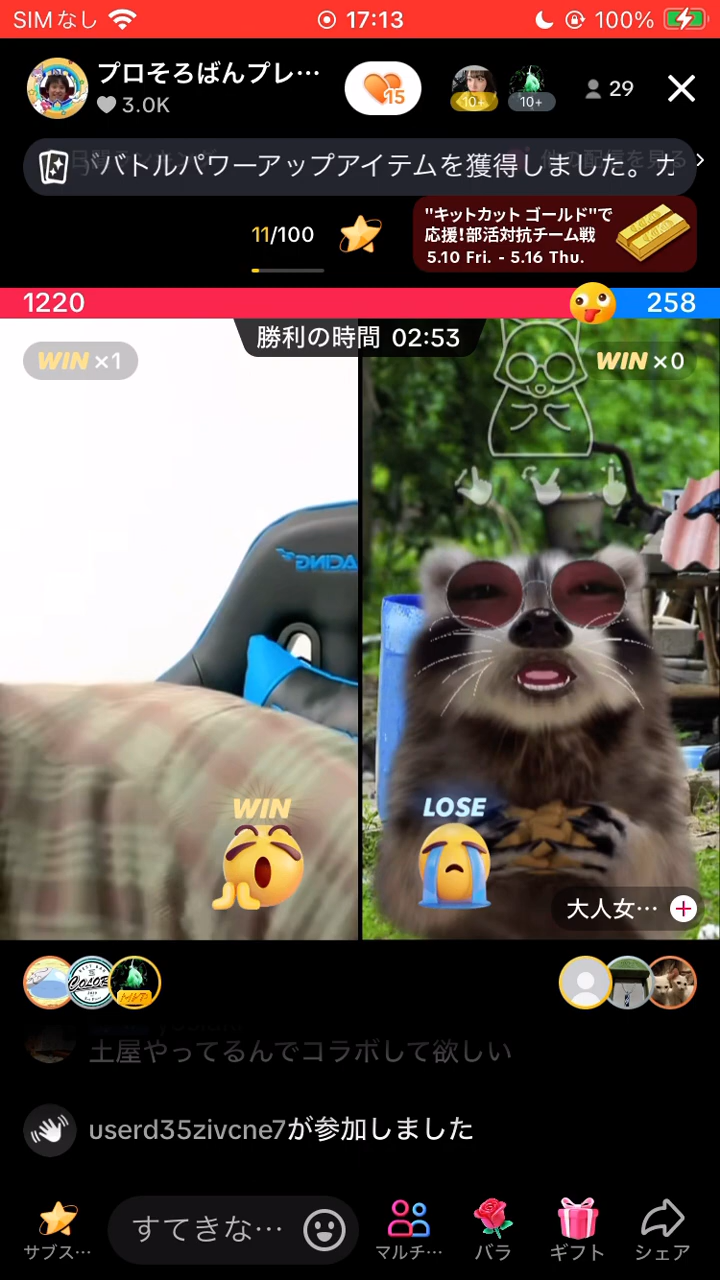 SIMなし 17:13 100%
プロそろばんプレ…
3.0K
15
10+ 10+
29
バトルパワーアップアイテムを獲得しました。カ
11/100
"キットカット ゴールド"で
応援!部活対抗チーム戦
5.10 Fri. - 5.16 Thu.
1220 258
勝利の時間 02:53
WIN ×1
WIN ×0
WIN
LOSE
大人女…
COLOR
MVP
土屋やってるんでコラボして欲しい
userd35zivcne7が参加しました
すてきな…
サブス… マルチ… バラ ギフト シェア